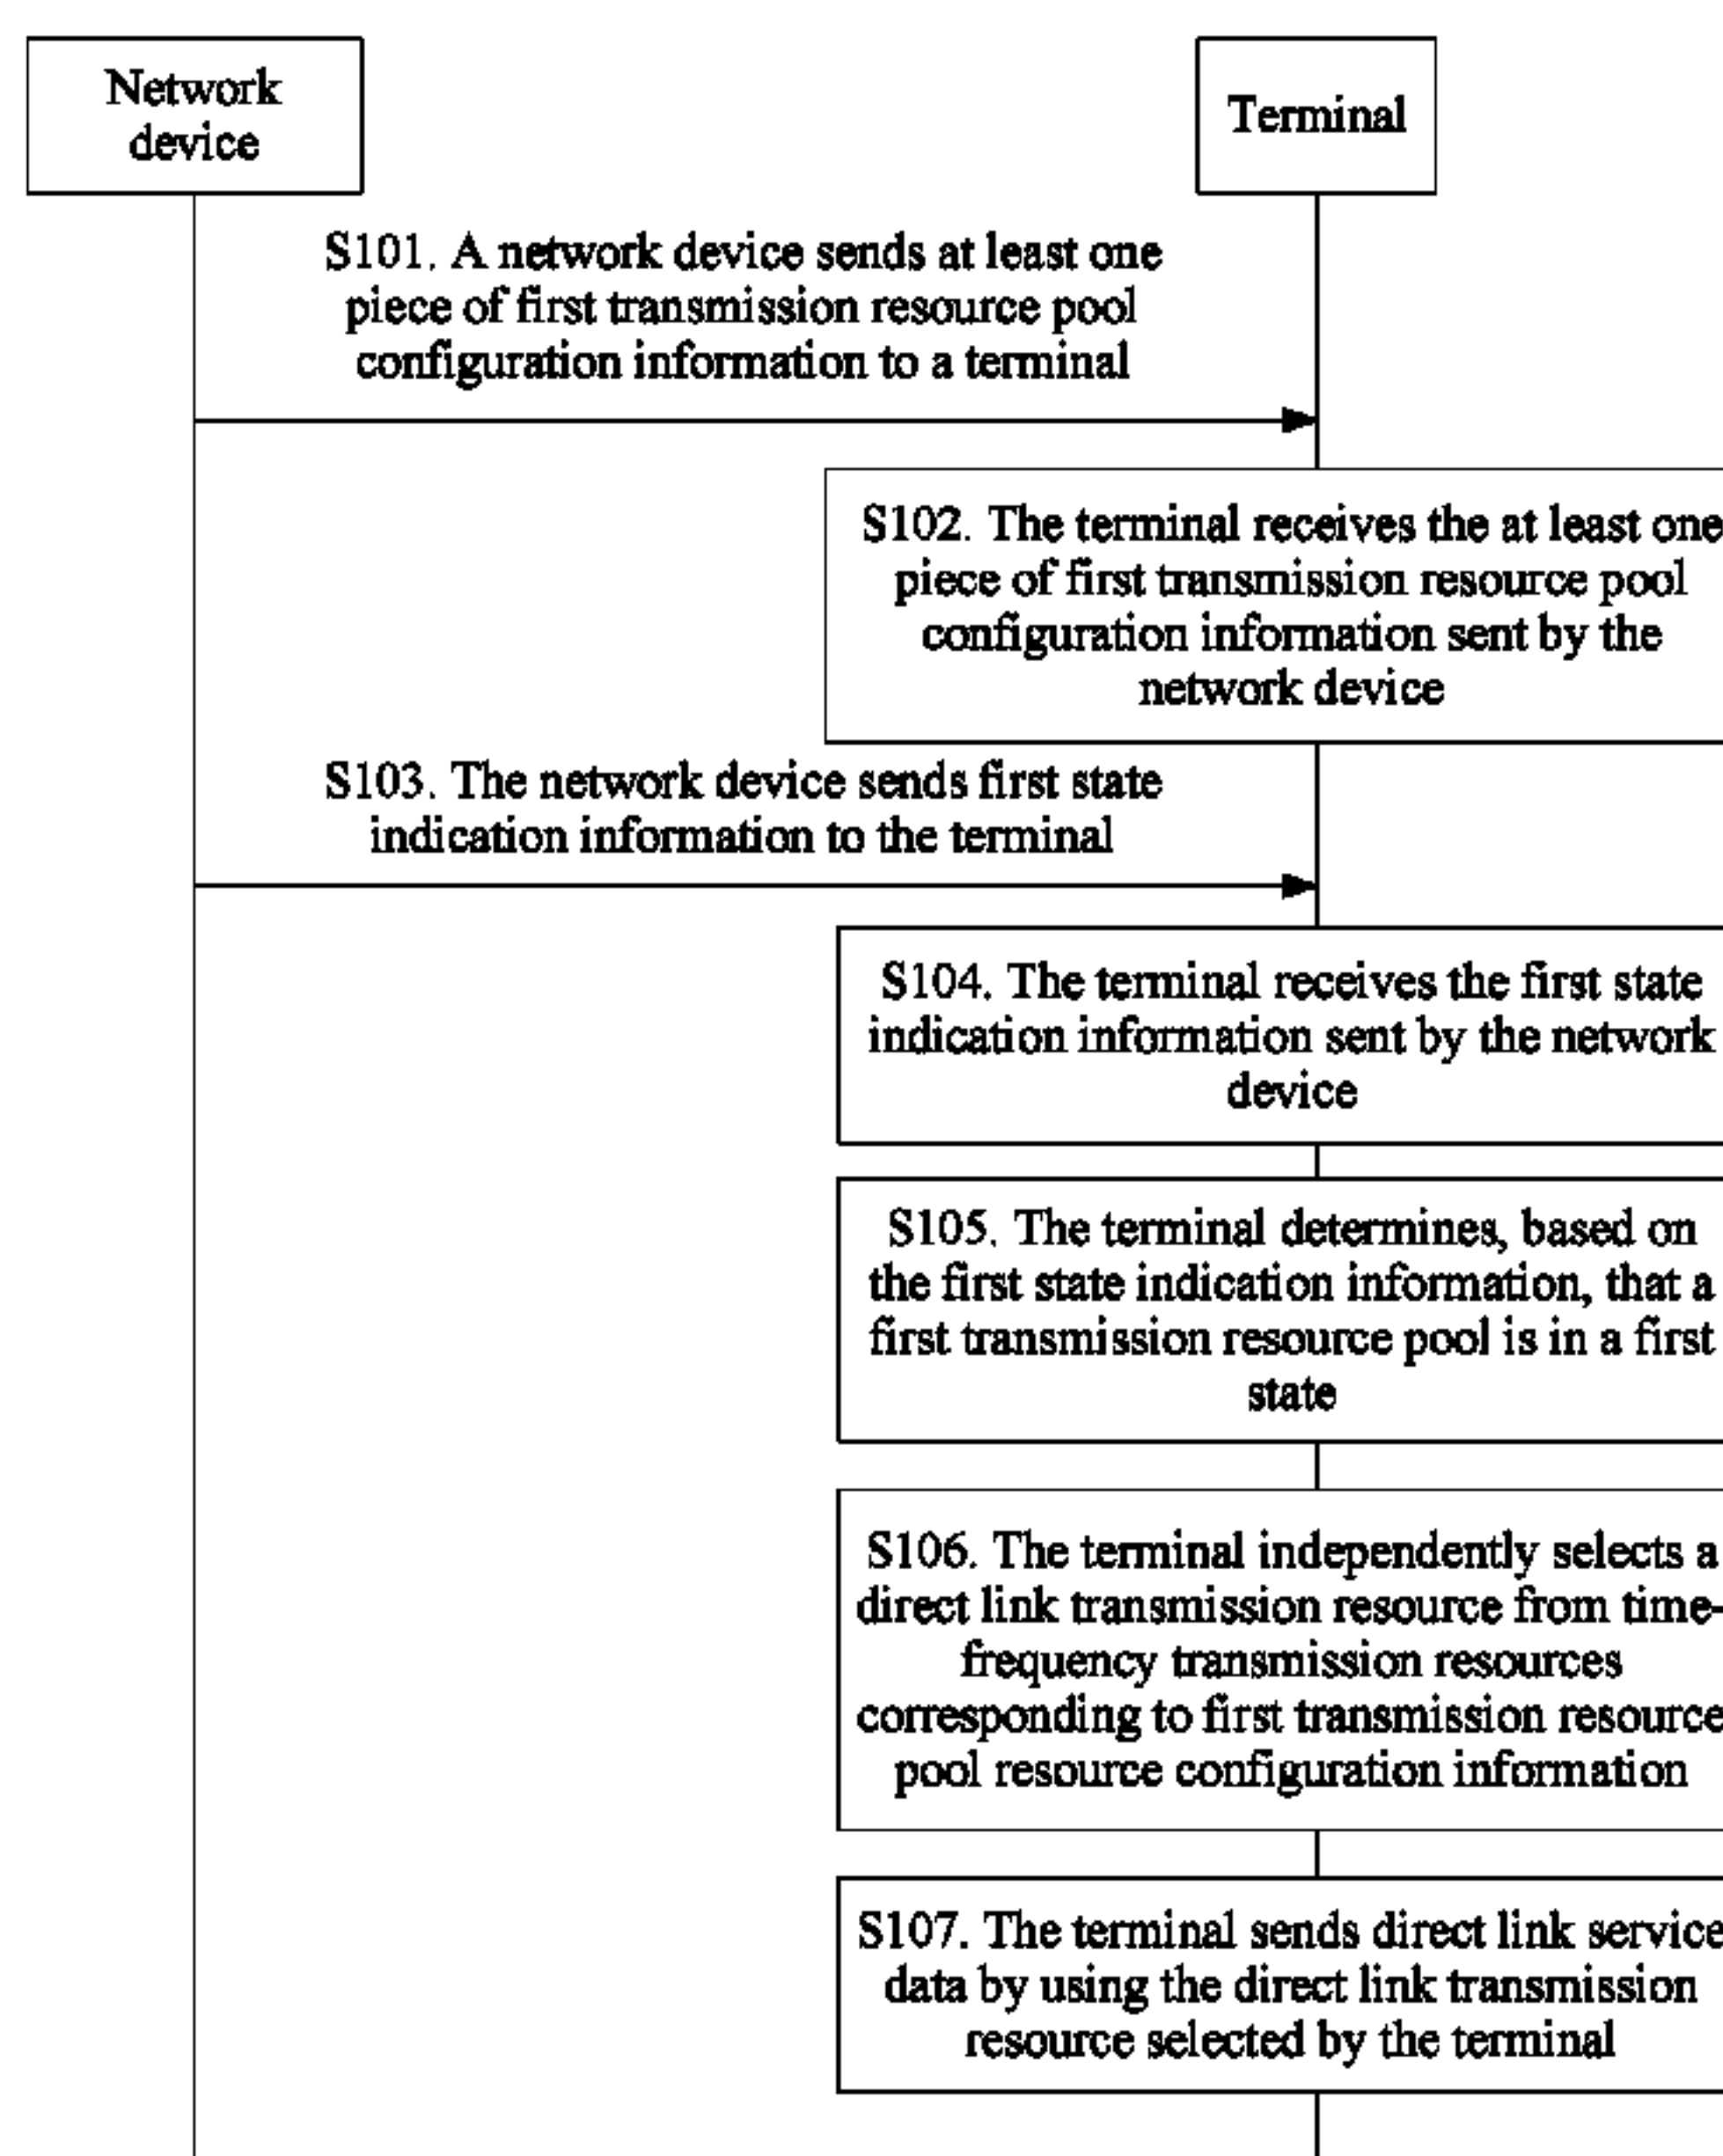 Network
device
Terminal
S101. A network device sends at least one
piece of first transmission resource pool
configuration information to a terminal
S102. The terminal receives the at least one
piece of first transmission resource pool
configuration information sent by the
network device
S103. The network device sends first state
indication information to the terminal
S104. The terminal receives the first state
indication information sent by the network
device
S105. The terminal determines, based on
the first state indication information, that a
first transmission resource pool is in a first
state
S106. The terminal independently selects a
direct link transmission resource from time-
frequency transmission resources
corresponding to first transmission resource
pool resource configuration information
S107. The terminal sends direct link service
data by using the direct link transmission
resource selected by the terminal